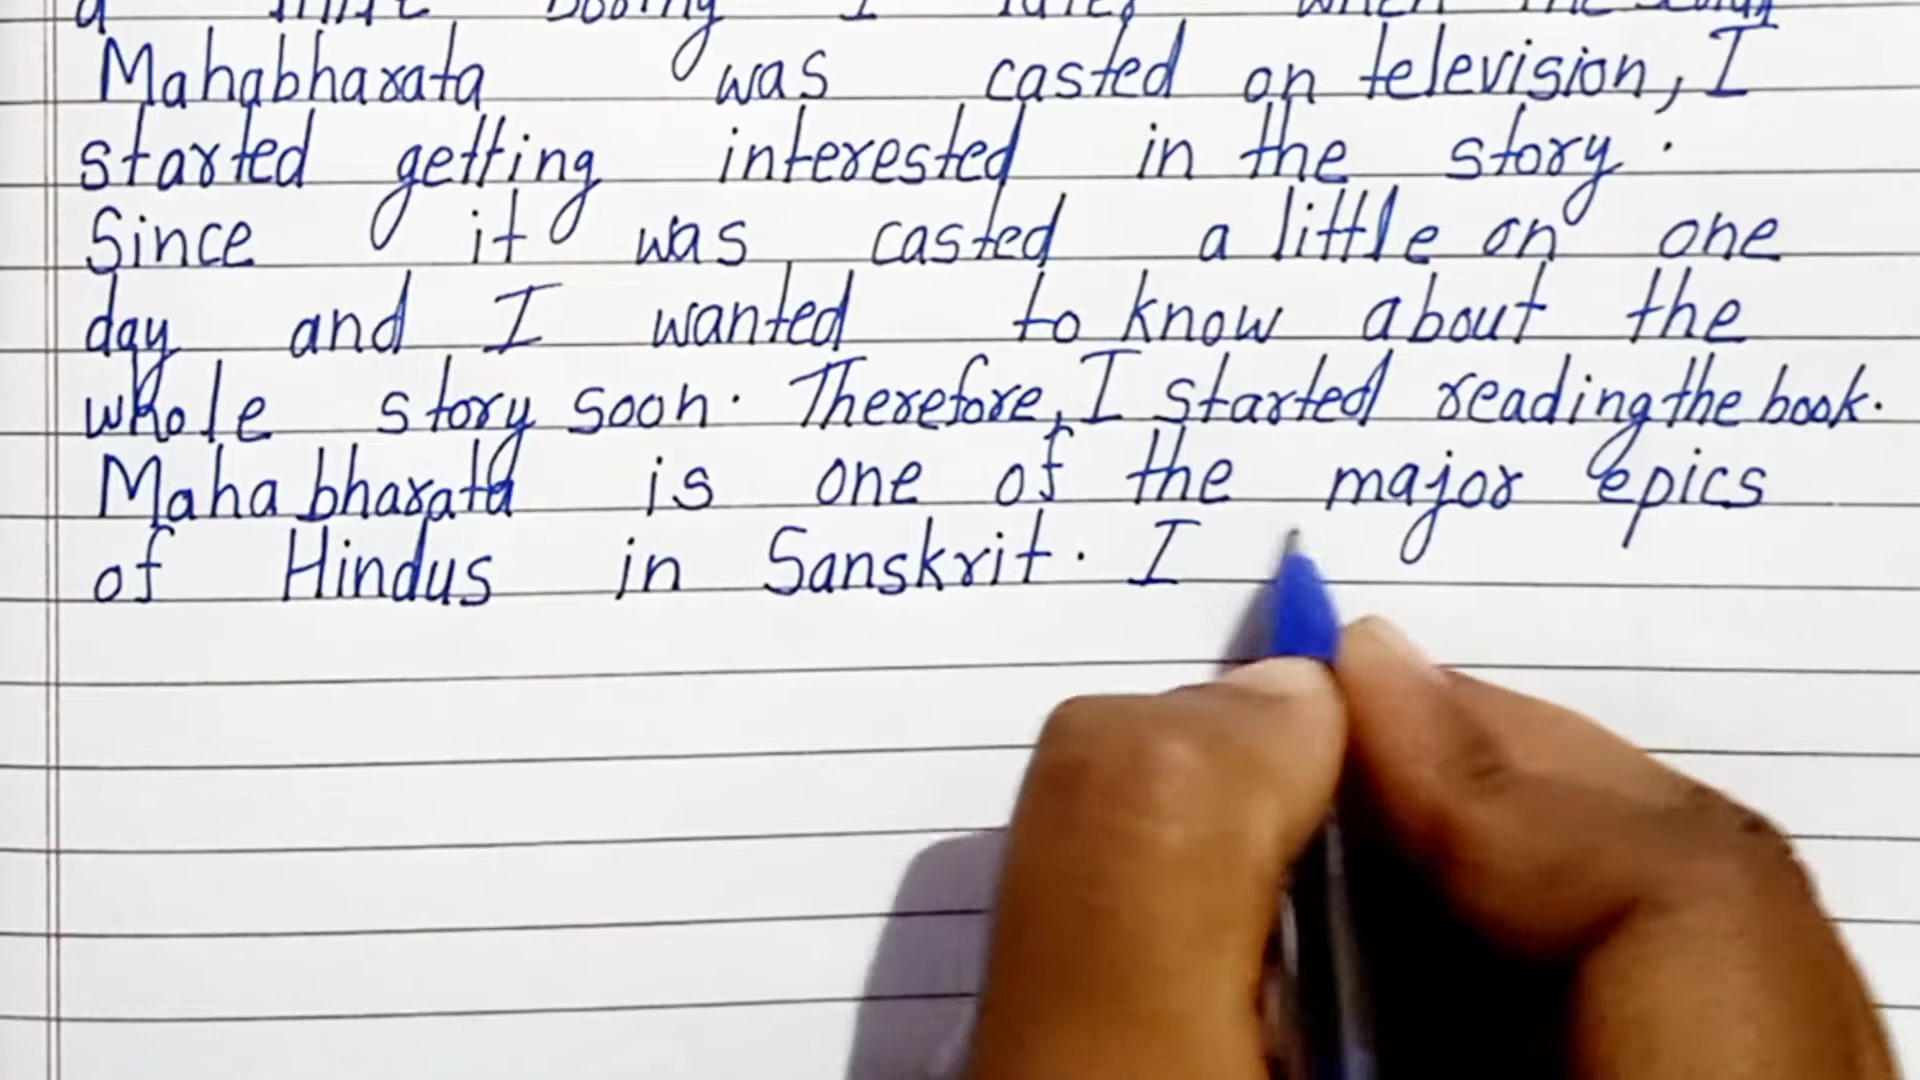 a little boring I
Mahabharata was casted on television, I
started getting interested in the story.
Since it was casted a little on one
day and I wanted to know about the
whole story soon. Therefore, I started reading the book.
Mahabharata is one of the major epics
of Hindus in Sanskrit. I